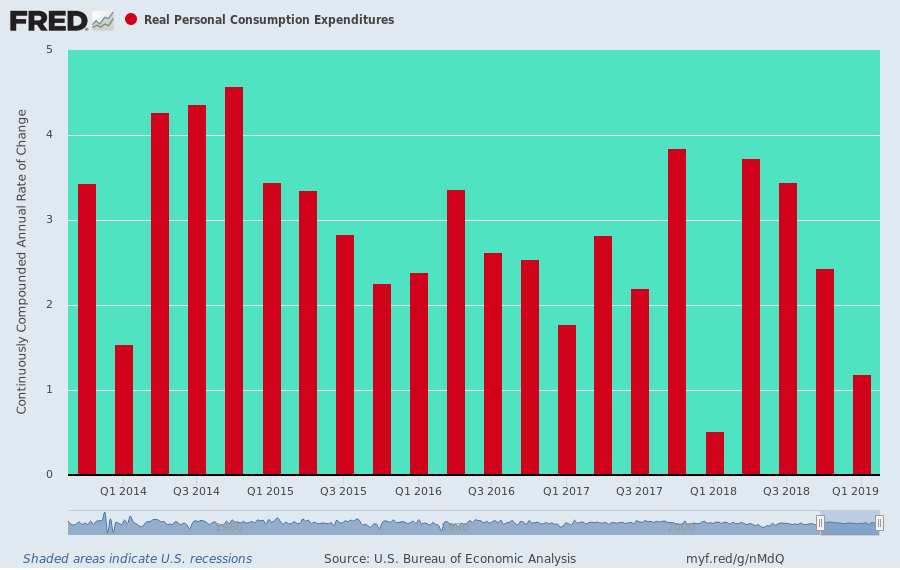 FRED
Real Personal Consumption Expenditures
Continuously Compounded Annual Rate of Change
5
4
3
2
1
0
Q1 2014 Q3 2014 Q1 2015 Q3 2015 Q1 2016 Q3 2016 Q1 2017 Q3 2017 Q1 2018 Q3 2018 Q1 2019
1960 2000
Shaded areas indicate U.S. recessions Source: U.S. Bureau of Economic Analysis myf.red/g/nMdQ